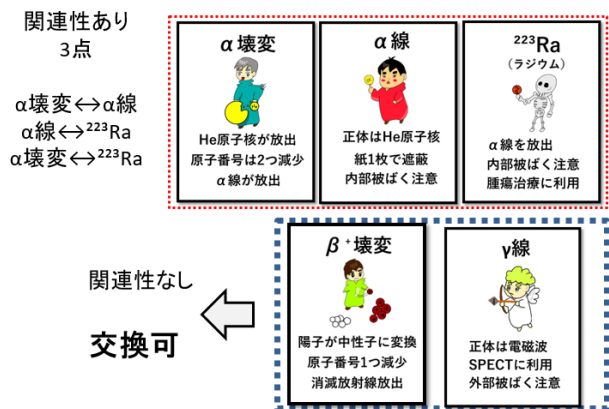 関連性あり
3点
α壊変↔α線
α線↔²²³Ra
α壊変↔²²³Ra
α壊変
He原子核が放出
原子番号は2つ減少
α線が放出
α線
正体はHe原子核
紙1枚で遮蔽
内部被ばく注意
²²³Ra
(ラジウム)
α線を放出
内部被ばく注意
腫瘍治療に利用
関連性なし
交換可
β⁺壊変
陽子が中性子に変換
原子番号1つ減少
消滅放射線放出
γ線
正体は電磁波
SPECTに利用
外部被ばく注意